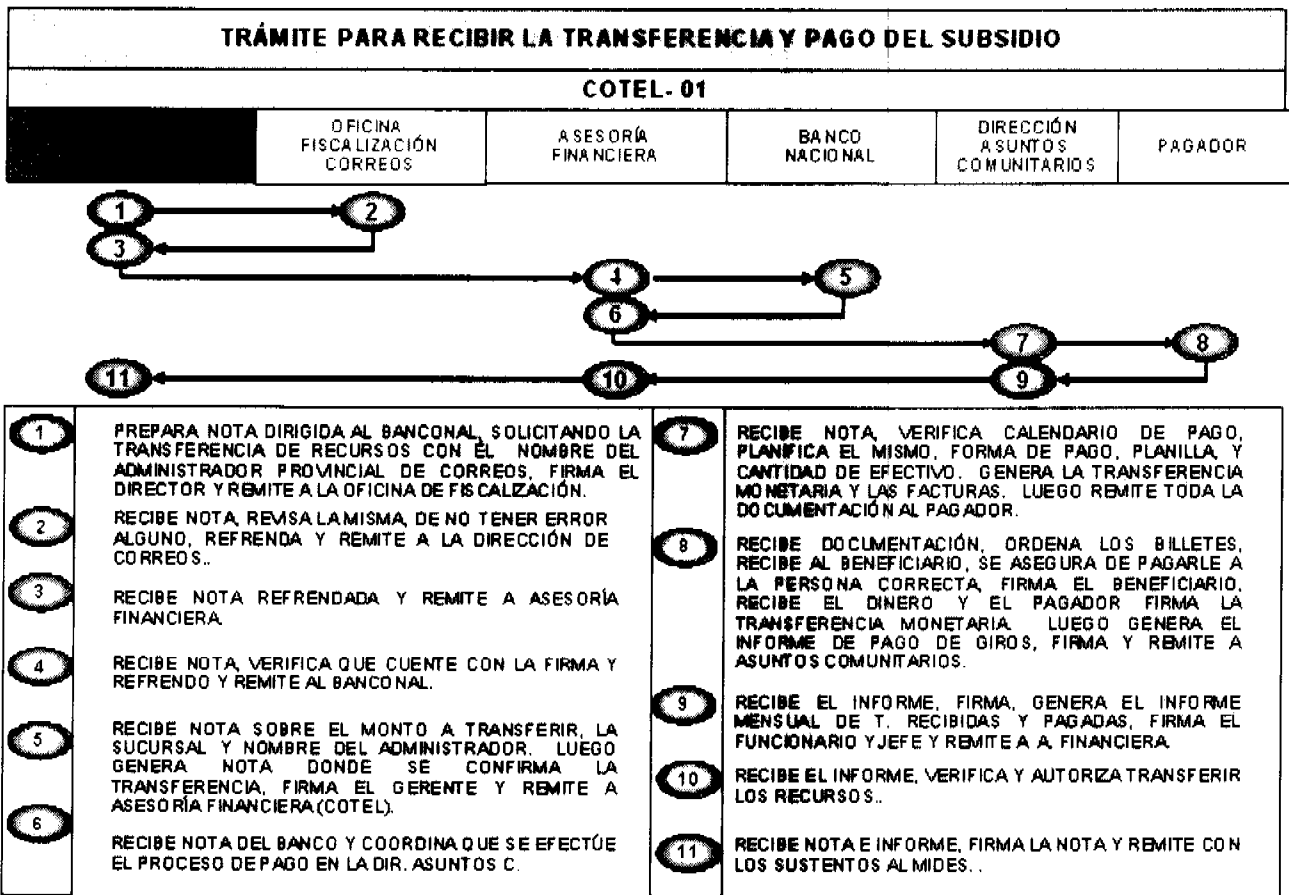 TRÁMITE PARA RECIBIR LA TRANSFERENCIA Y PAGO DEL SUBSIDIO
COTEL- 01
OFICINA
FISCALIZACIÓN
CORREOS
ASESORÍA
FINANCIERA
BANCO
NACIONAL
DIRECCIÓN
ASUNTOS
COMUNITARIOS
PAGADOR
1
2
3
4
5
6
7
8
11
10
9
1
PREPARA NOTA DIRIGIDA AL BANCONAL, SOLICITANDO LA
TRANSFERENCIA DE RECURSOS CON EL NOMBRE DEL
ADMINISTRADOR PROVINCIAL DE CORREOS, FIRMA EL
DIRECTOR Y REMITE A LA OFICINA DE FISCALIZACIÓN.
2
RECIBE NOTA, REVISA LA MISMA, DE NO TENER ERROR
ALGUNO, REFRENDA Y REMITE A LA DIRECCIÓN DE
CORREOS..
3
RECIBE NOTA REFRENDADA Y REMITE A ASESORÍA
FINANCIERA.
4
RECIBE NOTA, VERIFICA QUE CUENTE CON LA FIRMA Y
REFRENDO Y REMITE AL BANCONAL.
5
RECIBE NOTA SOBRE EL MONTO A TRANSFERIR, LA
SUCURSAL Y NOMBRE DEL ADMINISTRADOR. LUEGO
GENERA NOTA DONDE SE CONFIRMA LA
TRANSFERENCIA, FIRMA EL GERENTE Y REMITE A
ASESORÍA FINANCIERA (COTEL).
6
RECIBE NOTA DEL BANCO Y COORDINA QUE SE EFECTÚE
EL PROCESO DE PAGO EN LA DIR. ASUNTOS C.
7
RECIBE NOTA, VERIFICA CALENDARIO DE PAGO,
PLANIFICA EL MISMO, FORMA DE PAGO, PLANILLA, Y
CANTIDAD DE EFECTIVO. GENERA LA TRANSFERENCIA
MONETARIA Y LAS FACTURAS. LUEGO REMITE TODA LA
DOCUMENTACIÓN AL PAGADOR.
8
RECIBE DOCUMENTACIÓN, ORDENA LOS BILLETES,
RECIBE AL BENEFICIARIO, SE ASEGURA DE PAGARLE A
LA PERSONA CORRECTA, FIRMA EL BENEFICIARIO,
RECIBE EL DINERO Y EL PAGADOR FIRMA LA
TRANSFERENCIA MONETARIA. LUEGO GENERA EL
INFORME DE PAGO DE GIROS, FIRMA Y REMITE A
ASUNTOS COMUNITARIOS.
9
RECIBE EL INFORME, FIRMA, GENERA EL INFORME
MENSUAL DE T. RECIBIDAS Y PAGADAS, FIRMA EL
FUNCIONARIO Y JEFE Y REMITE A A. FINANCIERA.
10
RECIBE EL INFORME, VERIFICA Y AUTORIZA TRANSFERIR
LOS RECURSOS..
11
RECIBE NOTA E INFORME, FIRMA LA NOTA Y REMITE CON
LOS SUSTENTOS AL MIDES. .